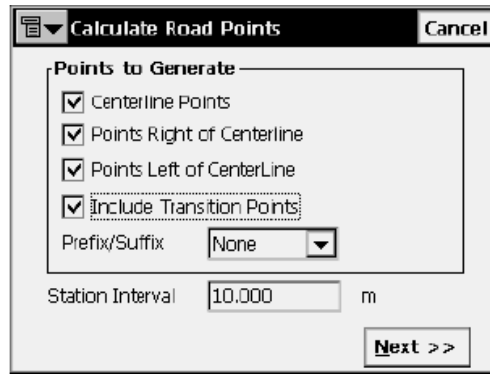 Calculate Road Points Cancel
Points to Generate
Centerline Points
Points Right of Centerline
Points Left of CenterLine
Include Transition Points
Prefix/Suffix None
Station Interval 10.000 m
Next >>